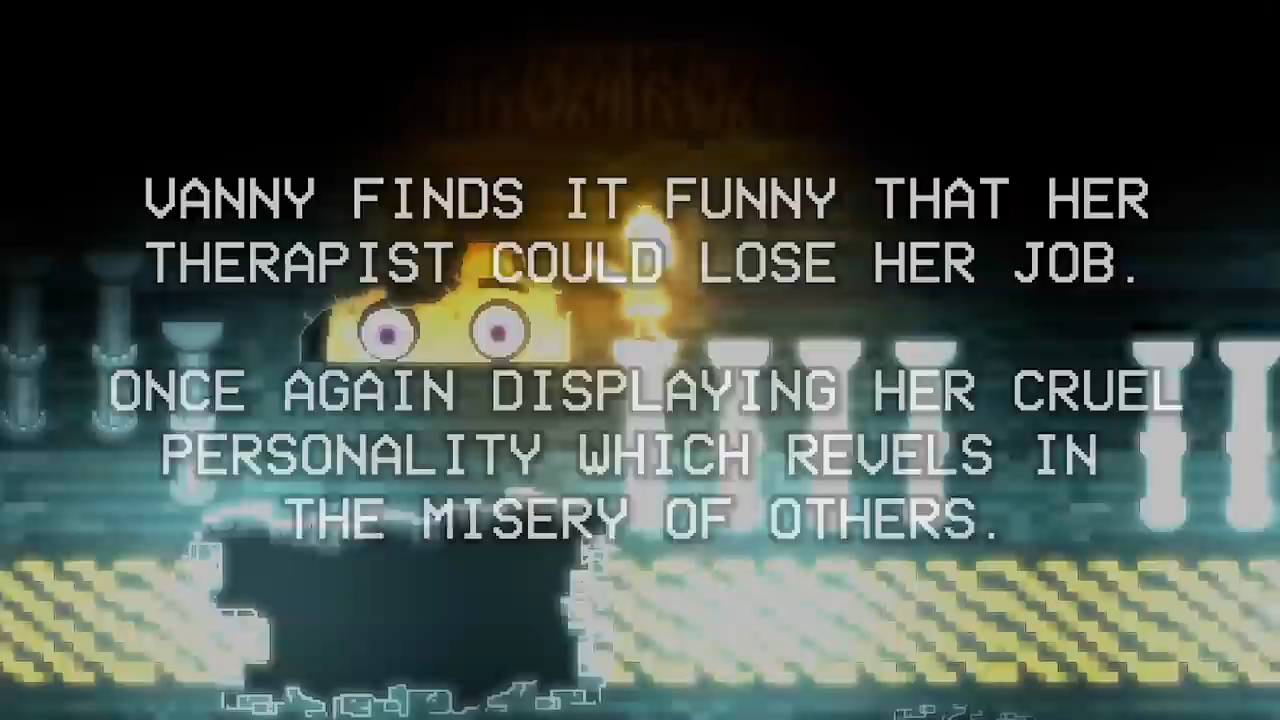 VANNY FINDS IT FUNNY THAT HER
THERAPIST COULD LOSE HER JOB.
ONCE AGAIN DISPLAYING HER CRUEL
PERSONALITY WHICH REVELS IN
THE MISERY OF OTHERS.